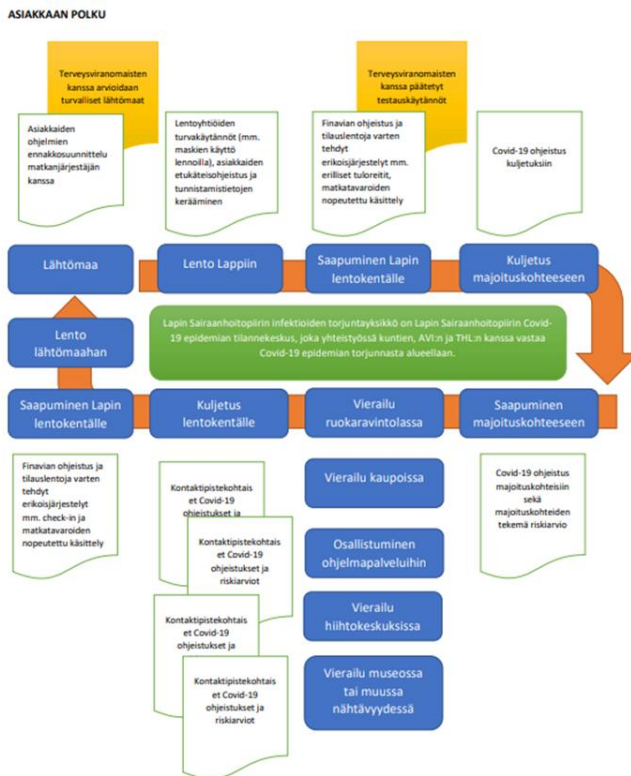 ASIAKKAAN POLKU
Terveysviranomaisten
kanssa arvioidaan
turvalliset lähtömaat
Terveysviranomaisten
kanssa päätetyt
testauskäytännöt
Asiakkaiden
ohjelmien
ennakkosuunnittelu
matkanjärjestäjän
kanssa
Lentoyhtiöiden
turvakäytännöt (mm.
maskien käyttö
lennoilla), asiakkaiden
etukäteisohjeistus ja
tunnistamistietojen
kerääminen
Finavian ohjeistus ja
tilauslentoja varten
tehdyt
erikoisjärjestelyt mm.
erilliset tuloreitit,
matkatavaroiden
nopeutettu käsittely
Covid-19 ohjeistus
kuljetuksiin
Lähtömaa
Lento Lappiin
Saapuminen Lapin
lentokentälle
Kuljetus
majoituskohteeseen
Lento
lähtömaahan
Lapin Sairaanhoitopiirin infektioiden torjuntayksikkö on Lapin Sairaanhoitopiirin Covid-
19 epidemian tilannekeskus, joka yhteistyössä kuntien, AVI:n ja THL:n kanssa vastaa
Covid-19 epidemian torjunnasta alueellaan.
Saapuminen Lapin
lentokentälle
Kuljetus
lentokentälle
Vierailu
ruokaravintolassa
Saapuminen
majoituskohteeseen
Finavian ohjeistus ja
tilauslentoja varten
tehdyt
erikoisjärjestelyt
mm. check-in ja
matkatavaroiden
nopeutettu käsittely
Kontaktipistekohtais
et Covid-19
ohjeistukset ja
Kontaktipistekohtais
et Covid-19
ohjeistukset ja
riskiarviot
Kontaktipistekohtais
et Covid-19
ohjeistukset ja
Kontaktipistekohtais
et Covid-19
ohjeistukset ja
riskiarviot
Vierailu kaupoissa
Osallistuminen
ohjelmapalveluihin
Vierailu
hiihtokeskuksissa
Vierailu museossa
tai muussa
nähtävyydessä
Covid-19 ohjeistus
majoituskohteisiin
sekä
majoituskohteiden
tekemä riskiarvio